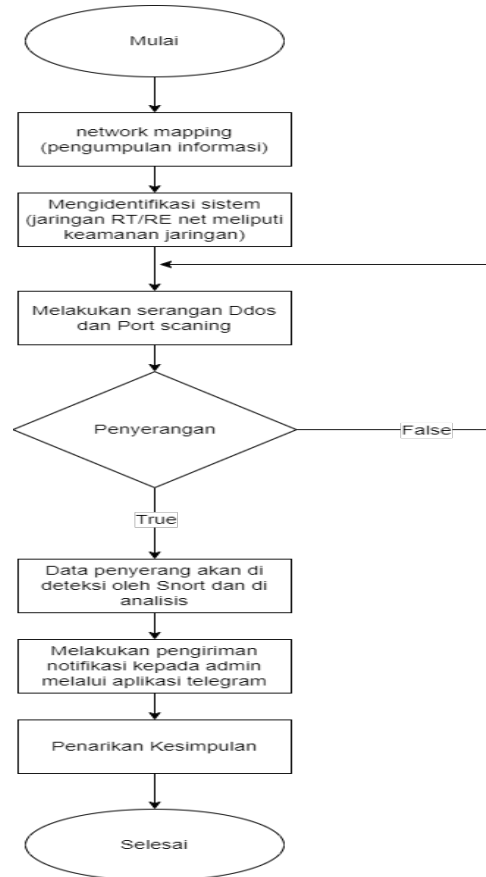 Mulai
network mapping
(pengumpulan informasi)
Mengidentifikasi sistem
(jaringan RT/RE net meliputi
keamanan jaringan)
Melakukan serangan Ddos
dan Port scaning
Penyerangan
False
True
Data penyerang akan di
deteksi oleh Snort dan di
analisis
Melakukan pengiriman
notifikasi kepada admin
melalui aplikasi telegram
Penarikan Kesimpulan
Selesai